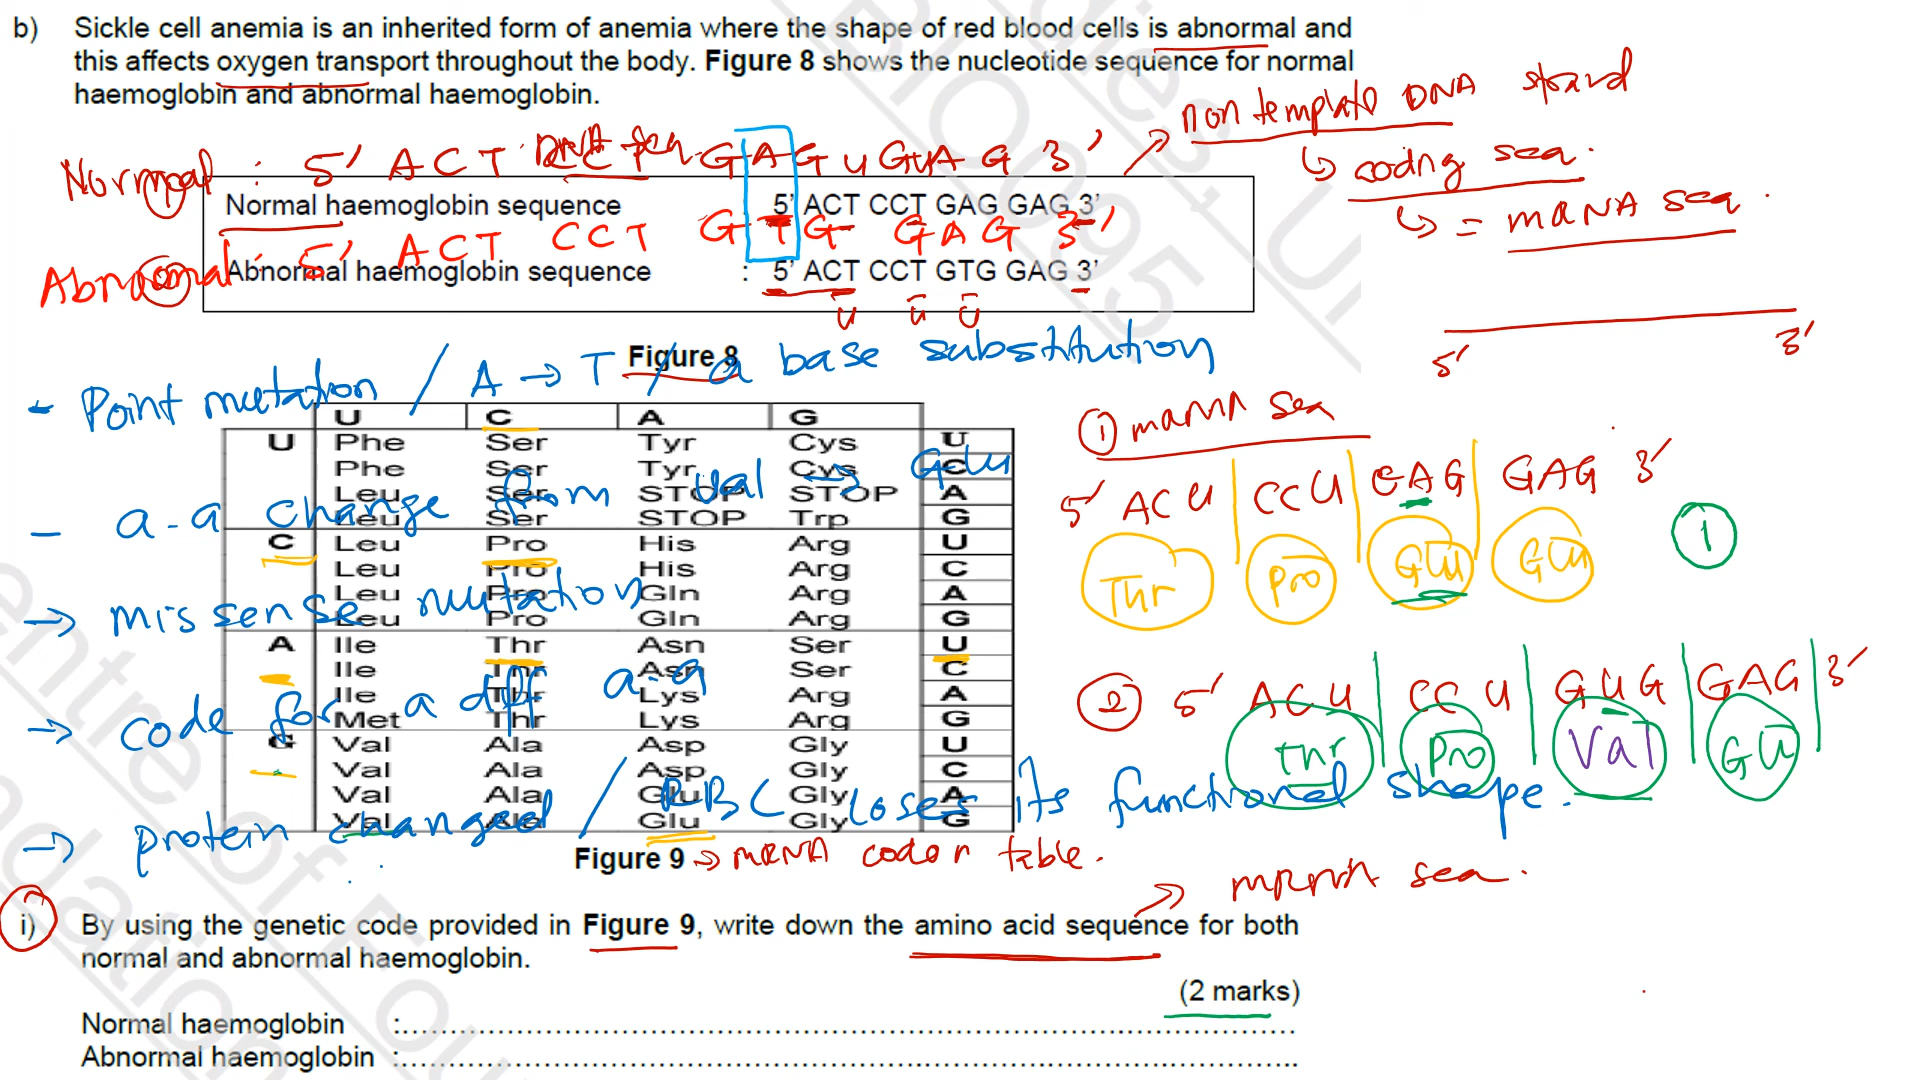 b) Sickle cell anemia is an inherited form of anemia where the shape of red blood cells is abnormal and
this affects oxygen transport throughout the body. Figure 8 shows the nucleotide sequence for normal
haemoglobin and abnormal haemoglobin.
non template DNA strand
↳ coding seq.
↳ = mRNA seq.
Normal : 5' ACT GAG 3'
Normal haemoglobin sequence 5' ACT CCT GAG GAG 3'
Abnormal : 5' ACT CCT GTG GAG 3'
Abnormal haemoglobin sequence : 5' ACT CCT GTG GAG 3'
U U U
5' 3'
Figure 8
- Point mutation / A → T / a base substitution
① mRNA seq
5' ACU | CCU | GAG | GAG 3'
Thr Pro Glu Glu
①
U C A G
U Phe Ser Tyr Cys U
Phe Ser Tyr Cys C
Leu Ser STOP STOP A
Leu Ser STOP Trp G
C Leu Pro His Arg U
Leu Pro His Arg C
Leu Pro Gln Arg A
Leu Pro Gln Arg G
A Ile Thr Asn Ser U
Ile Thr Asn Ser C
Ile Thr Lys Arg A
Met Thr Lys Arg G
G Val Ala Asp Gly U
Val Ala Asp Gly C
Val Ala Glu Gly A
Val Ala Glu Gly G
- a-a change from val → Glu
→ missense mutation
→ code for a diff a-a
→ protein changed / RBC loses its functional shape.
② 5' ACU | CCU | GUG | GAG | 3'
thr Pro Val Glu
Figure 9 → mRNA codon table.
→ mRNA seq.
i) By using the genetic code provided in Figure 9, write down the amino acid sequence for both
normal and abnormal haemoglobin.
(2 marks)
Normal haemoglobin :
Abnormal haemoglobin :